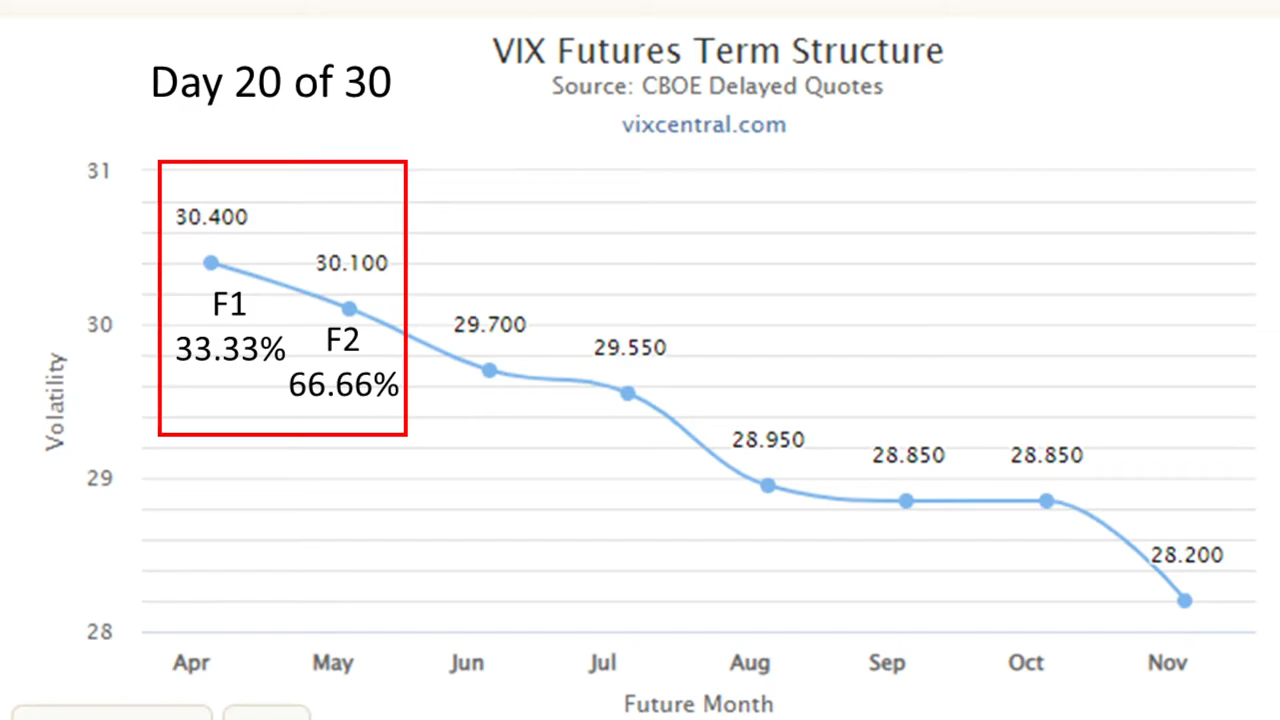 VIX Futures Term Structure
Day 20 of 30
Source: CBOE Delayed Quotes
vixcentral.com
31
30.400
30.100
F1
30
29.700
F2
33.33%
29.550
66.66%
Volatility
28.950
28.850
28.850
29
28.200
28
Apr
May
Jun
Jul
Aug
Sep
Oct
Nov
Future Month